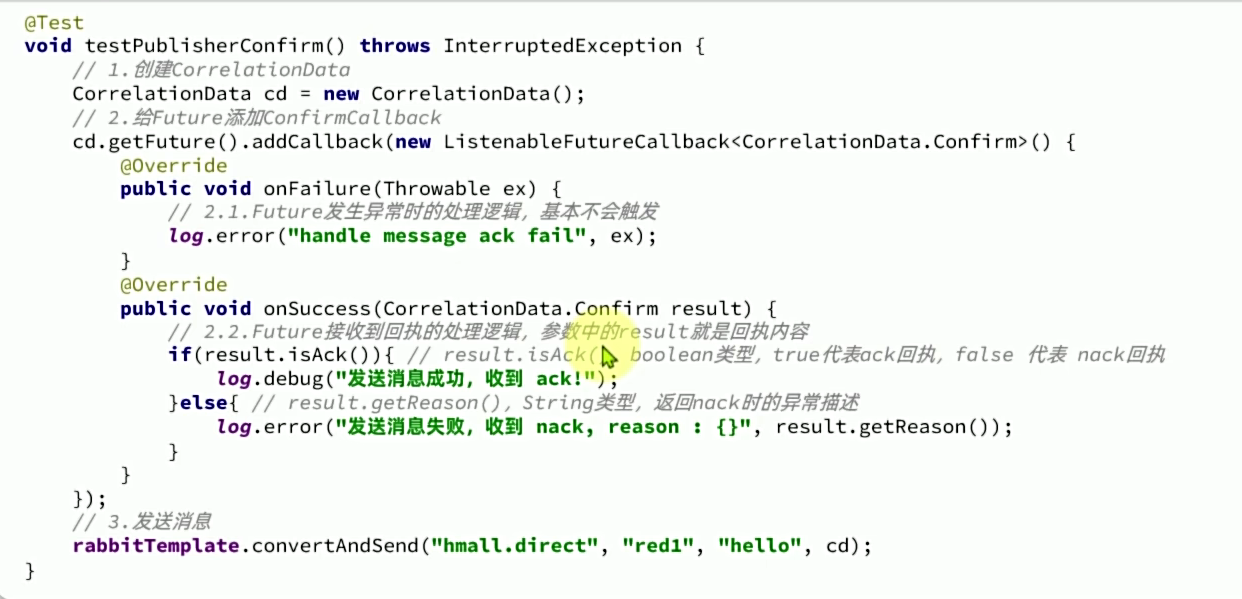 @Test
void testPublisherConfirm() throws InterruptedException {
    // 1.创建CorrelationData
    CorrelationData cd = new CorrelationData();
    // 2.给Future添加ConfirmCallback
    cd.getFuture().addCallback(new ListenableFutureCallback<CorrelationData.Confirm>() {
        @Override
        public void onFailure(Throwable ex) {
            // 2.1.Future发生异常时的处理逻辑，基本不会触发
            log.error("handle message ack fail", ex);
        }
        @Override
        public void onSuccess(CorrelationData.Confirm result) {
            // 2.2.Future接收到回执的处理逻辑，参数中的result就是回执内容
            if(result.isAck()){ // result.isAck( boolean类型，true代表ack回执，false 代表 nack回执
                log.debug("发送消息成功，收到 ack!");
            }else{ // result.getReason()，String类型，返回nack时的异常描述
                log.error("发送消息失败，收到 nack, reason : {}", result.getReason());
            }
        }
    });
    // 3.发送消息
    rabbitTemplate.convertAndSend("hmall.direct", "red1", "hello", cd);
}